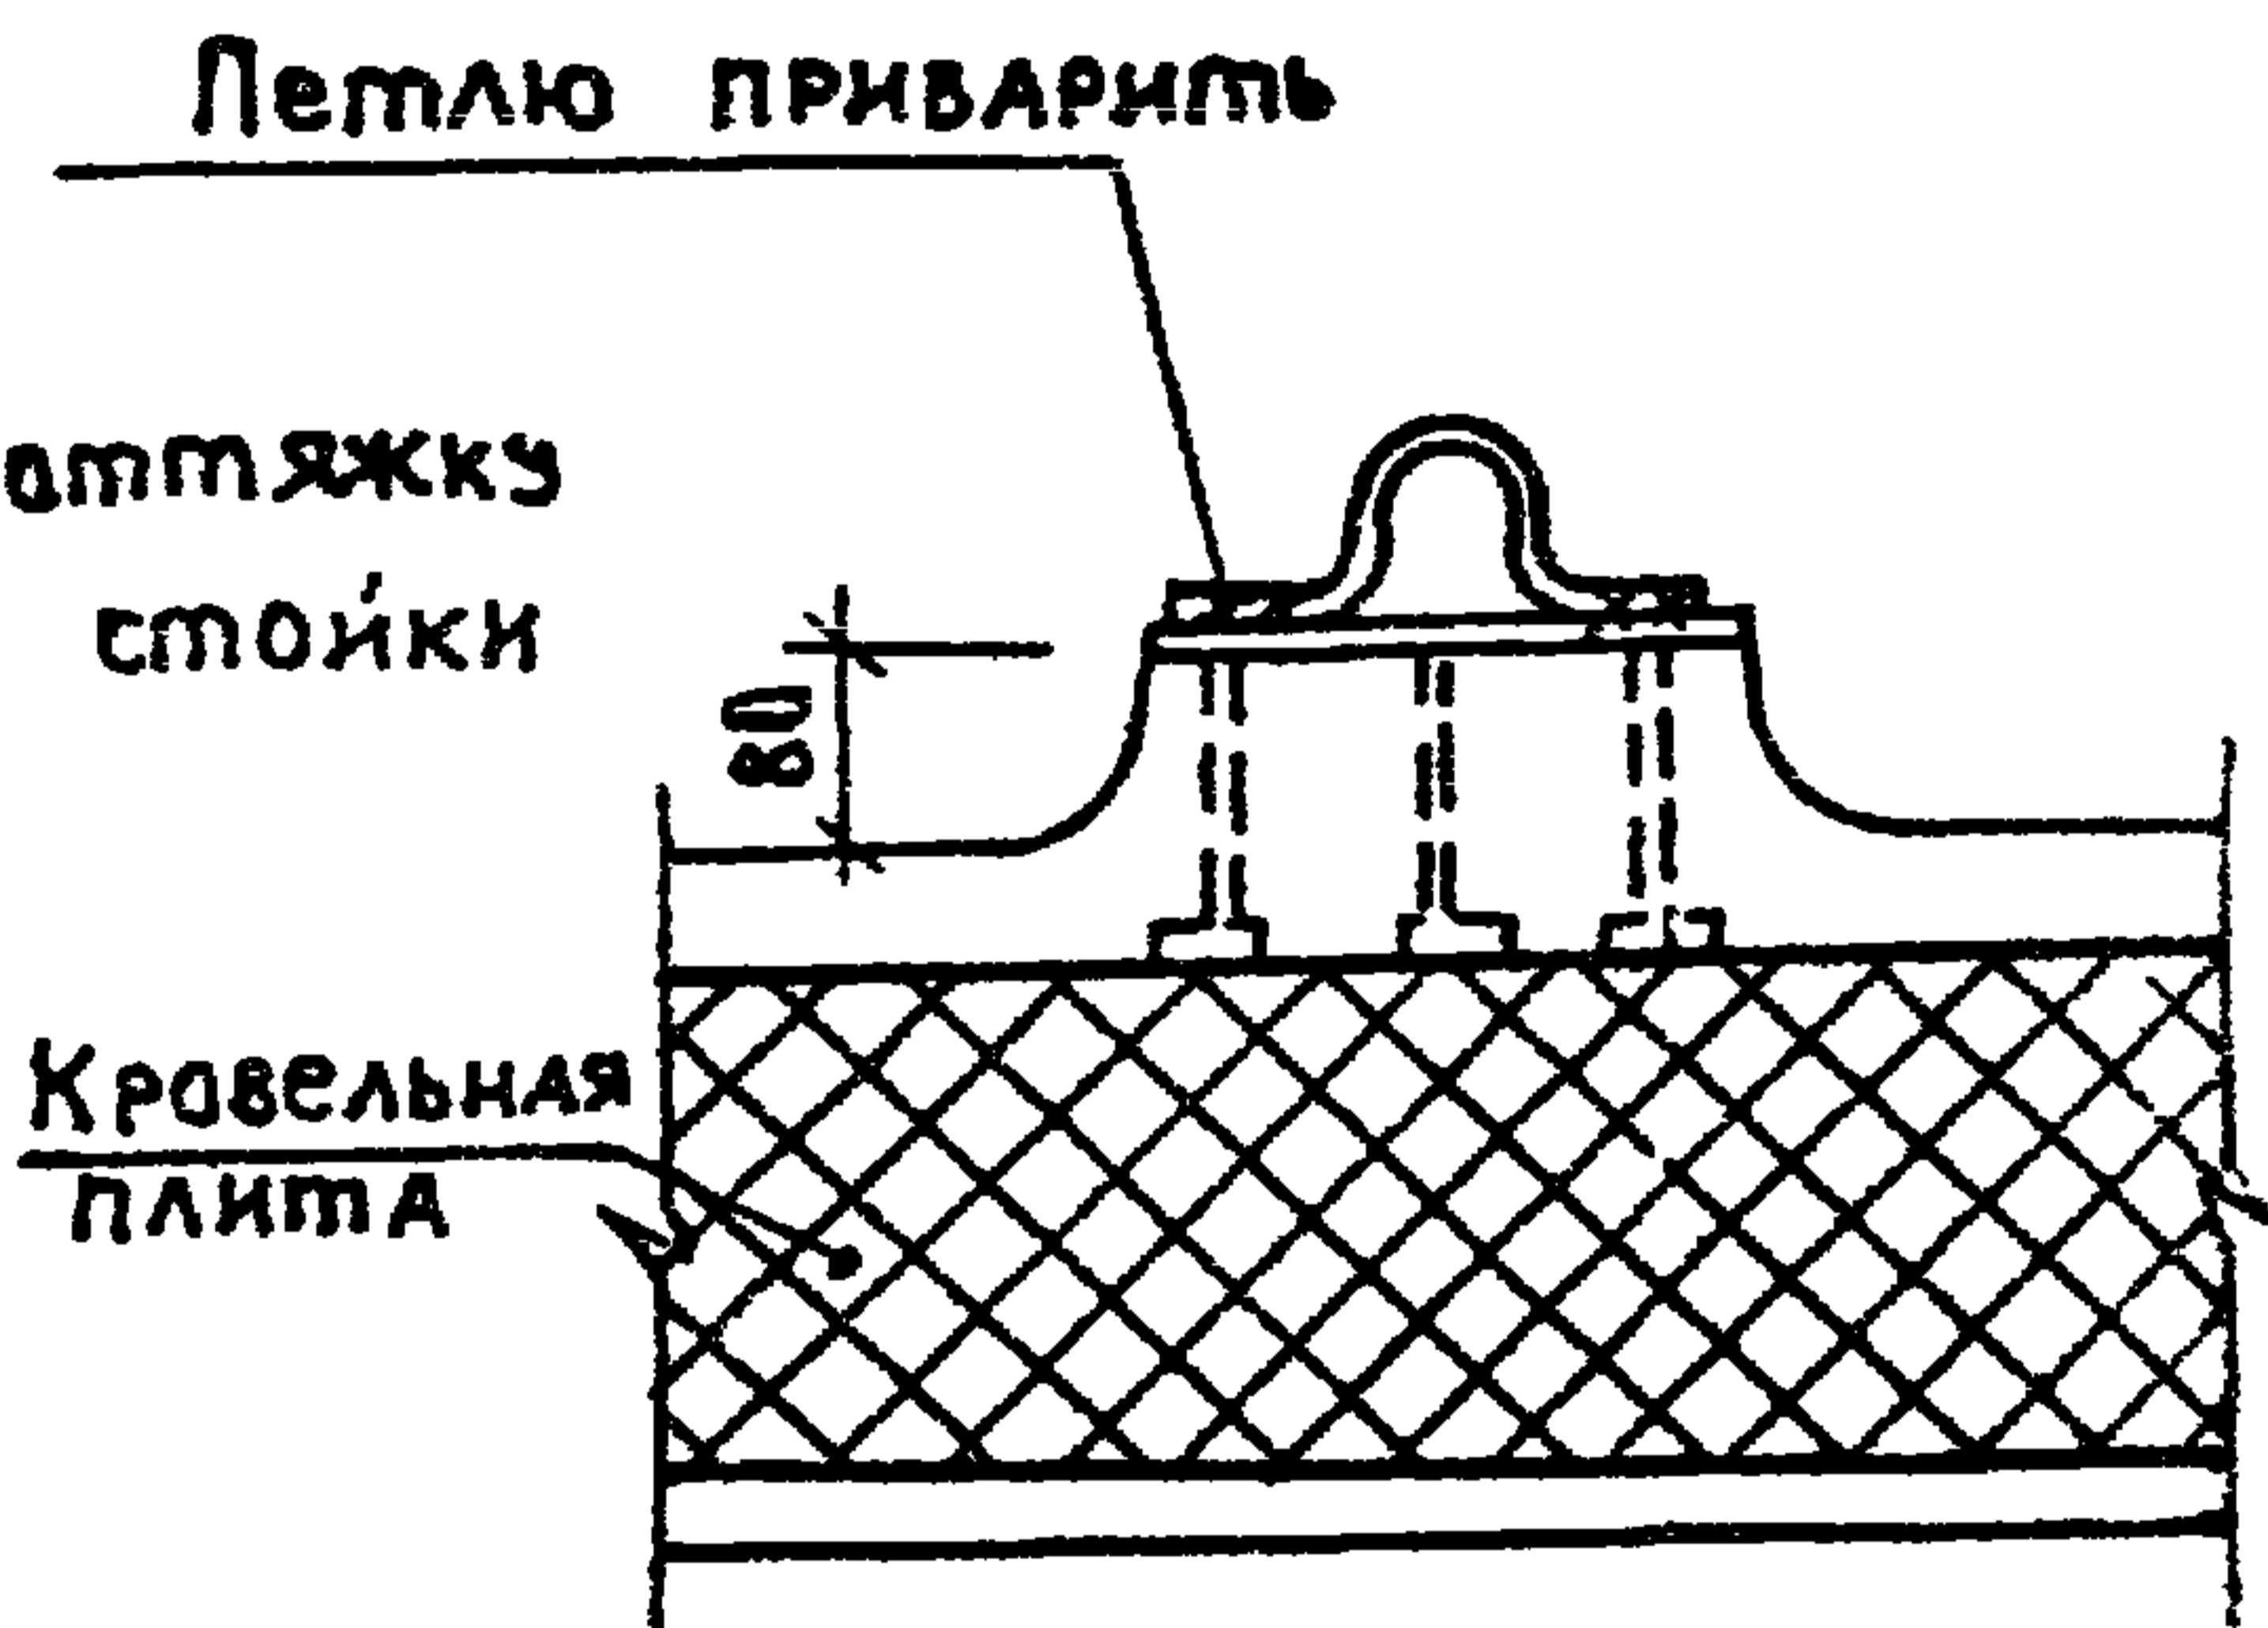 Петлю приварить
оттяжку
стойки
80
Кровельная
плита